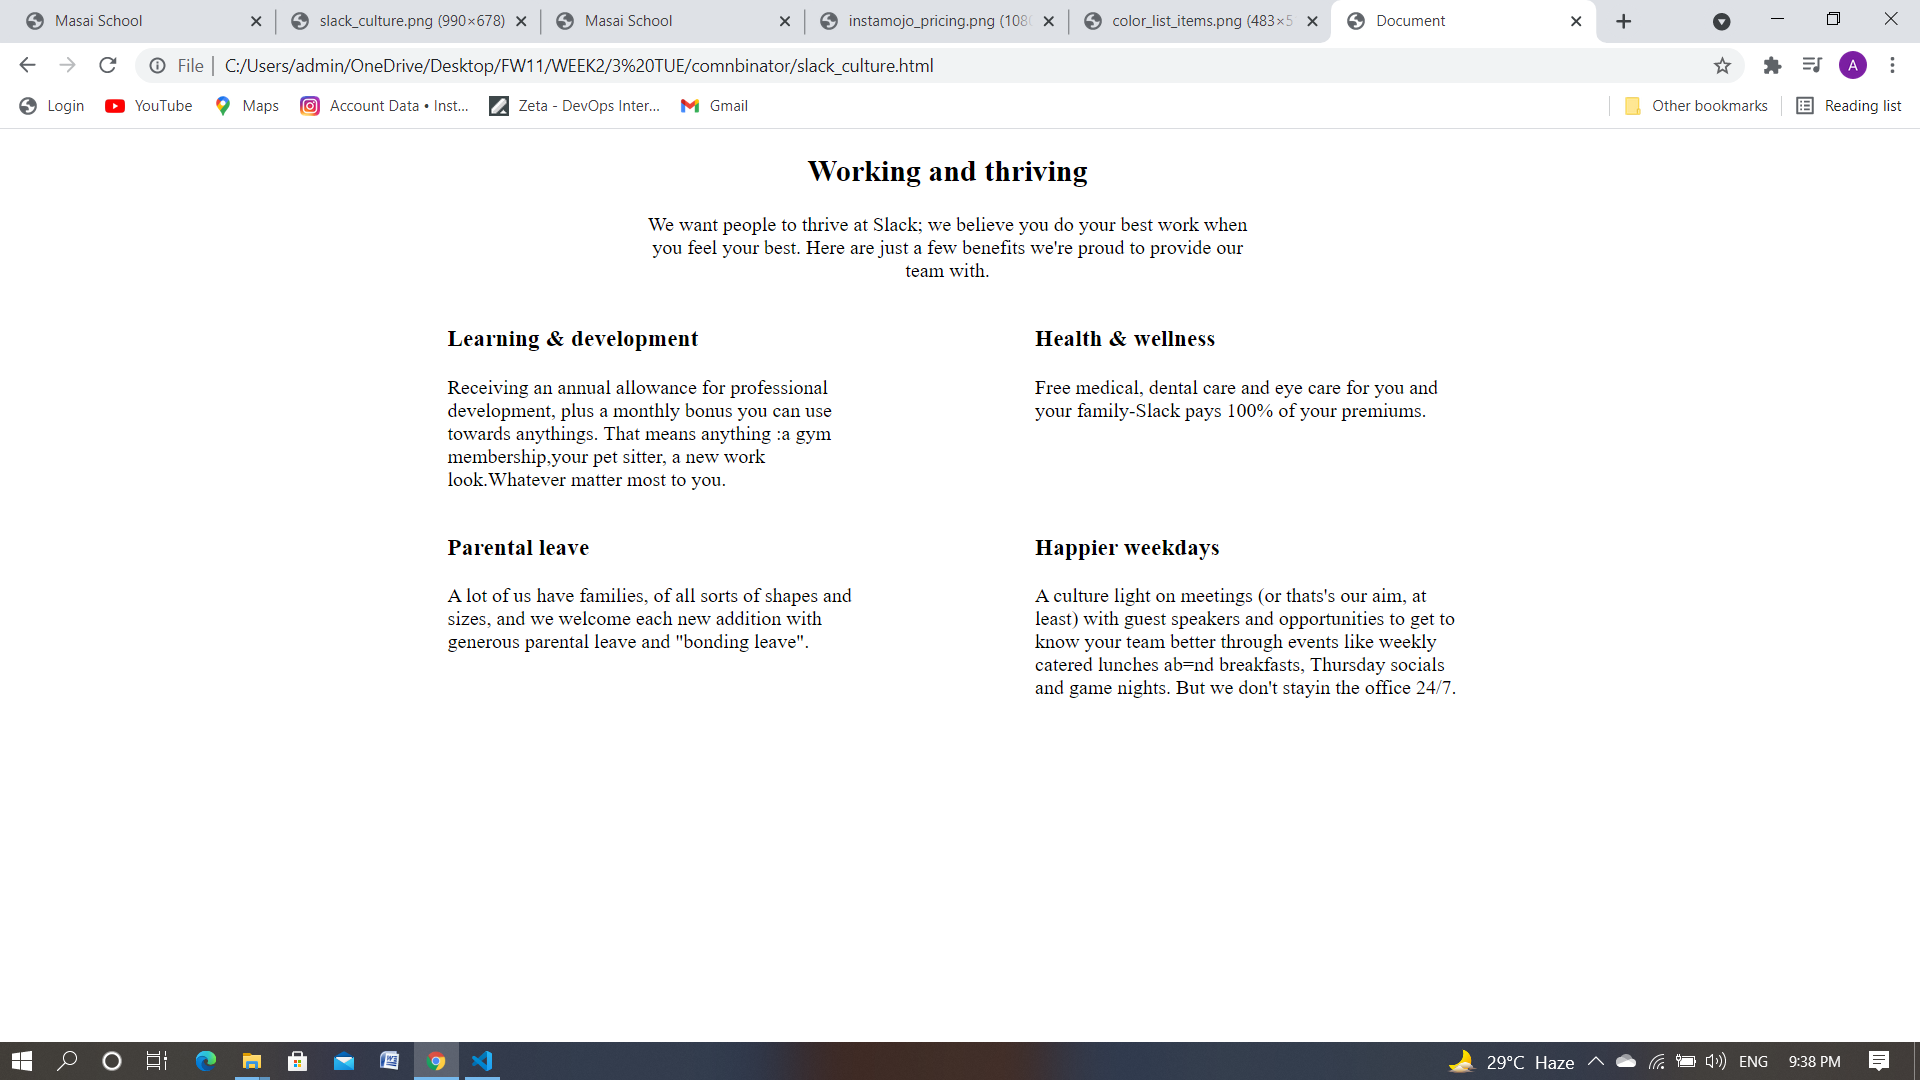 Masai School
slack_culture.png (990×678)
Masai School
instamojo_pricing.png (108
color_list_items.png (483×5
Document
File
C:/Users/admin/OneDrive/Desktop/FW11/WEEK2/3%20TUE/comnbinator/slack_culture.html
A
Login
YouTube
Maps
Account Data • Inst...
Zeta - DevOps Inter...
Gmail
Other bookmarks
Reading list
Working and thriving
We want people to thrive at Slack; we believe you do your best work when
you feel your best. Here are just a few benefits we're proud to provide our
team with.
Learning & development
Receiving an annual allowance for professional
development, plus a monthly bonus you can use
towards anythings. That means anything :a gym
membership,your pet sitter, a new work
look.Whatever matter most to you.
Health & wellness
Free medical, dental care and eye care for you and
your family-Slack pays 100% of your premiums.
Parental leave
A lot of us have families, of all sorts of shapes and
sizes, and we welcome each new addition with
generous parental leave and "bonding leave".
Happier weekdays
A culture light on meetings (or thats's our aim, at
least) with guest speakers and opportunities to get to
know your team better through events like weekly
catered lunches ab=nd breakfasts, Thursday socials
and game nights. But we don't stayin the office 24/7.
29°C Haze
ENG
9:38 PM